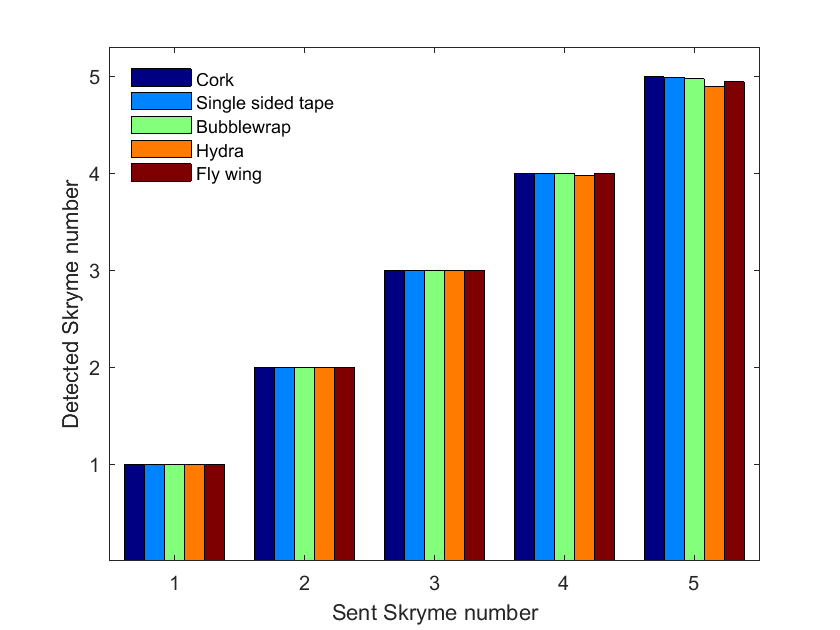 Cork
Single sided tape
Bubblewrap
Hydra
Fly wing
5
4
3
2
1
Detected Skryme number
1 2 3 4 5
Sent Skryme number